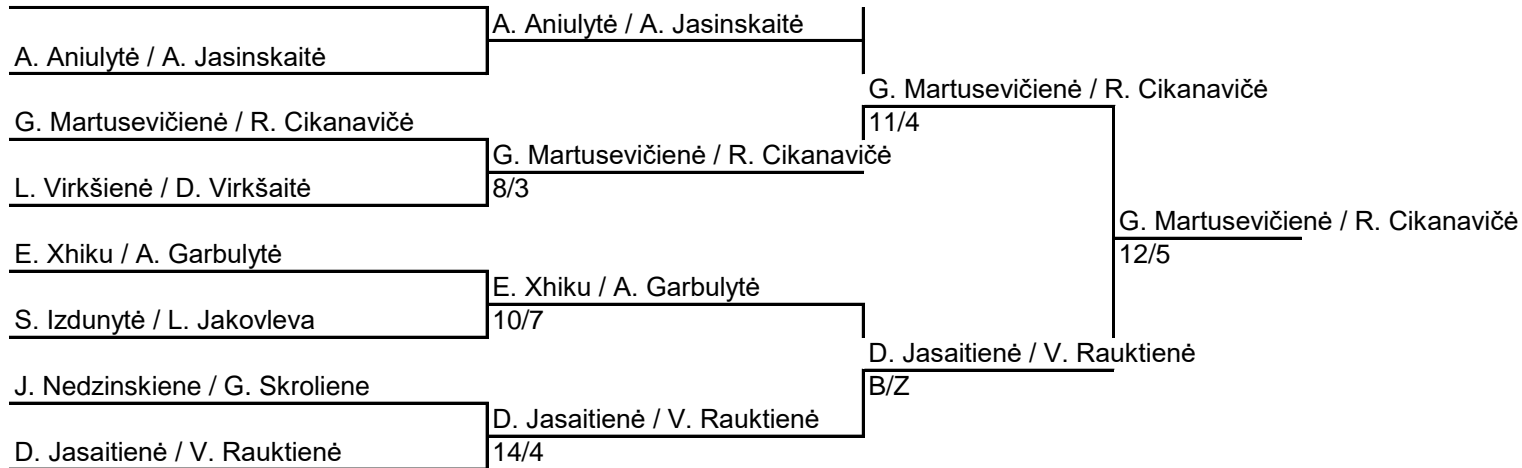 A. Aniulytė / A. Jasinskaitė
A. Aniulytė / A. Jasinskaitė
G. Martusevičienė / R. Cikanavičė
G. Martusevičienė / R. Cikanavičė
11/4
G. Martusevičienė / R. Cikanavičė
L. Virkšienė / D. Virkšaitė
8/3
G. Martusevičienė / R. Cikanavičė
E. Xhiku / A. Garbulytė
12/5
E. Xhiku / A. Garbulytė
S. Izdunytė / L. Jakovleva
10/7
D. Jasaitienė / V. Rauktienė
J. Nedzinskiene / G. Skroliene
B/Z
D. Jasaitienė / V. Rauktienė
D. Jasaitienė / V. Rauktienė
14/4